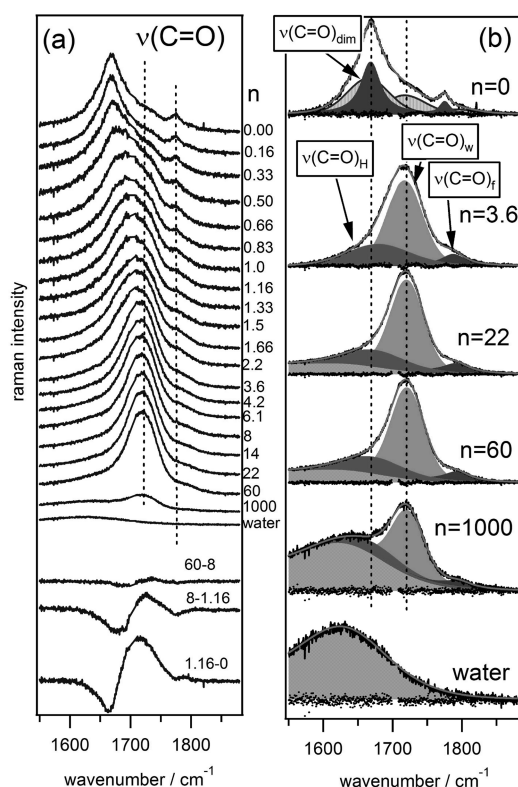 (a)
ν(C=O)
n
0.00
0.16
0.33
0.50
0.66
0.83
1.0
1.16
1.33
1.5
1.66
2.2
3.6
4.2
6.1
8
14
22
60
1000
water
60-8
8-1.16
1.16-0
raman intensity
1600 1700 1800
wavenumber / cm⁻¹
(b)
ν(C=O)dim
n=0
ν(C=O)H
ν(C=O)w
ν(C=O)f
n=3.6
n=22
n=60
n=1000
water
1600 1700 1800
wavenumber / cm⁻¹